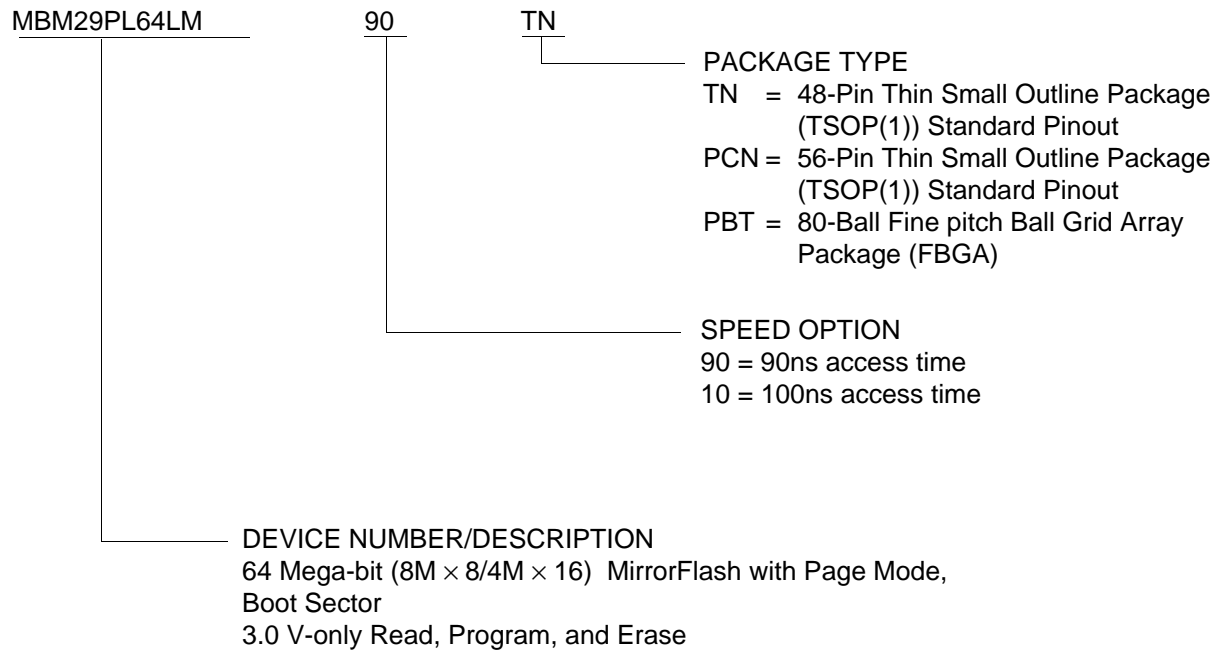 MBM29PL64LM 90 TN
PACKAGE TYPE
TN = 48-Pin Thin Small Outline Package
(TSOP(1)) Standard Pinout
PCN = 56-Pin Thin Small Outline Package
(TSOP(1)) Standard Pinout
PBT = 80-Ball Fine pitch Ball Grid Array
Package (FBGA)
SPEED OPTION
90 = 90ns access time
10 = 100ns access time
DEVICE NUMBER/DESCRIPTION
64 Mega-bit (8M × 8/4M × 16) MirrorFlash with Page Mode,
Boot Sector
3.0 V-only Read, Program, and Erase